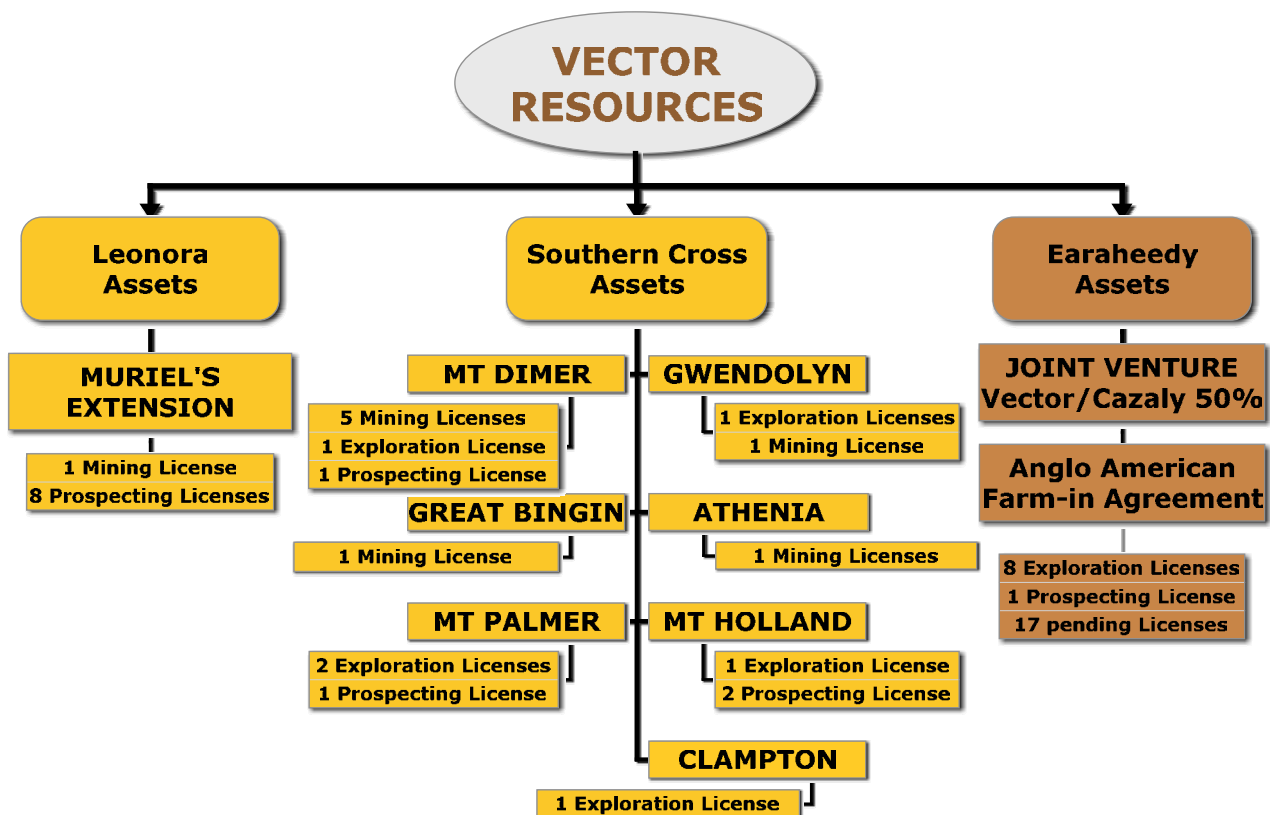 VECTOR
RESOURCES
Leonora
Assets
MURIEL'S
EXTENSION
1 Mining License
8 Prospecting Licenses
Southern Cross
Assets
MT DIMER
5 Mining Licenses
1 Exploration License
1 Prospecting License
GWENDOLYN
1 Exploration Licenses
1 Mining License
GREAT BINGIN
1 Mining License
ATHENIA
1 Mining Licenses
MT PALMER
2 Exploration Licenses
1 Prospecting License
MT HOLLAND
1 Exploration License
2 Prospecting License
CLAMPTON
1 Exploration License
Earaheedy
Assets
JOINT VENTURE
Vector/Cazaly 50%
Anglo American
Farm-in Agreement
8 Exploration Licenses
1 Prospecting License
17 pending Licenses